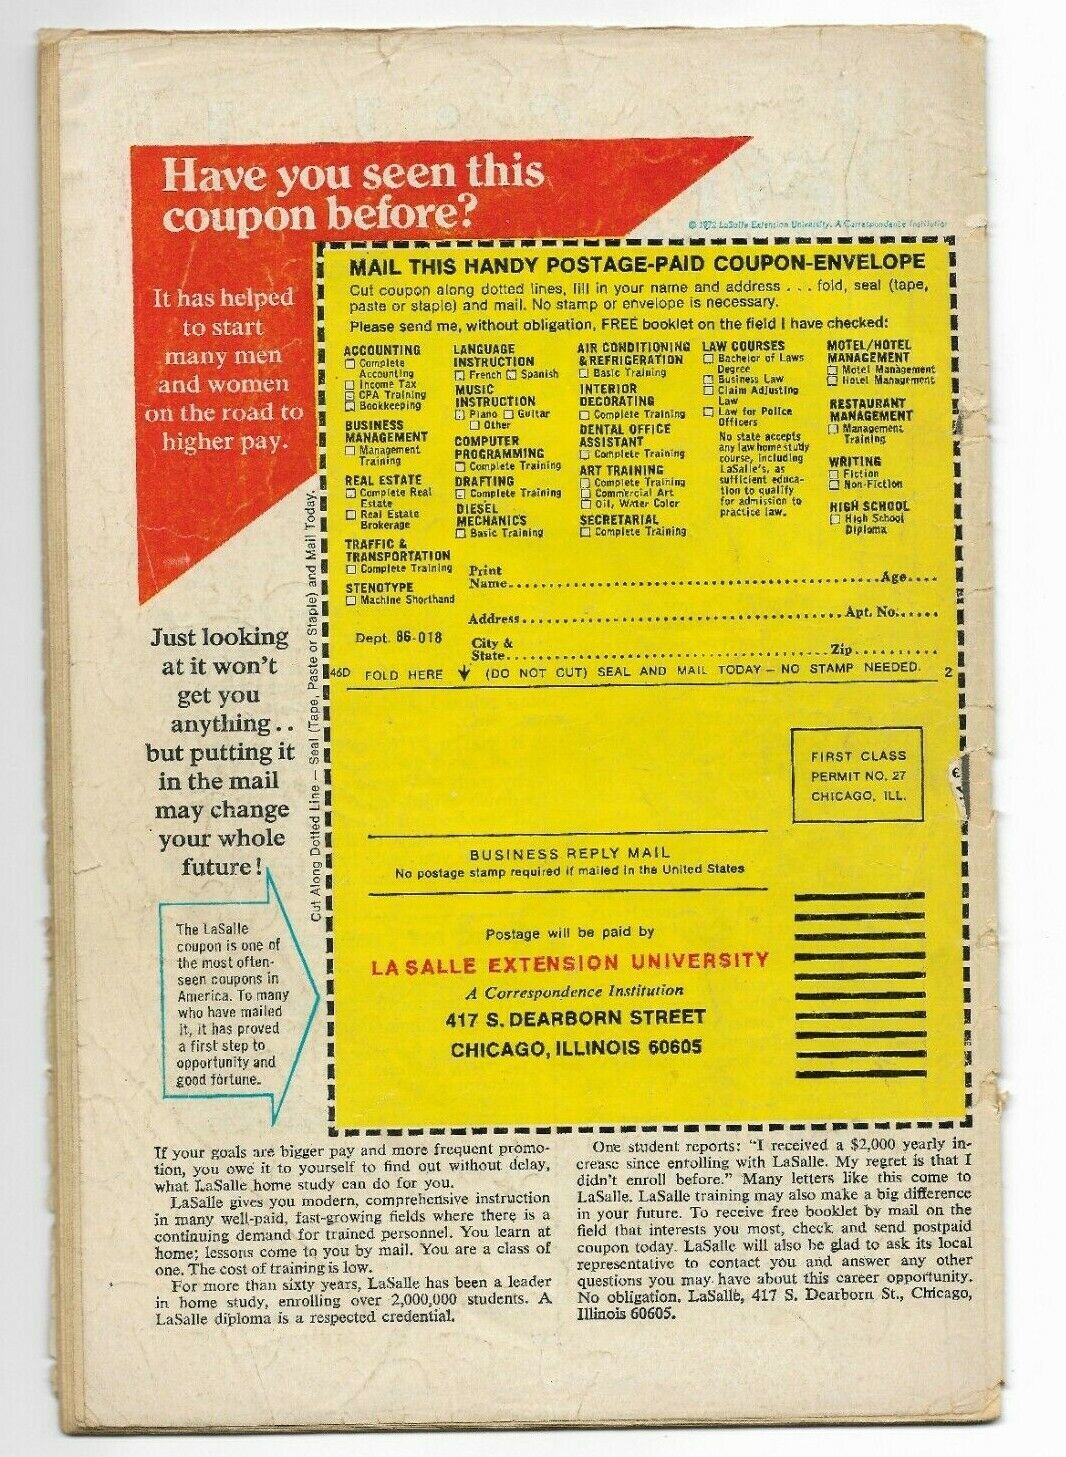 Have you seen this
coupon before?
© 1972 LaSalle Extension University. A Correspondence Institution
It has helped
to start
many men
and women
on the road to
higher pay.
Just looking
at it won't
get you
anything . .
but putting it
in the mail
may change
your whole
future!
The LaSalle
coupon is one of
the most often-
seen coupons in
America. To many
who have mailed
it, it has proved
a first step to
opportunity and
good fortune.
Cut Along Dotted Line — Seal (Tape, Paste or Staple) and Mail Today.
MAIL THIS HANDY POSTAGE-PAID COUPON-ENVELOPE
Cut coupon along dotted lines, fill in your name and address . . . fold, seal (tape,
paste or staple) and mail. No stamp or envelope is necessary.
Please send me, without obligation, FREE booklet on the field I have checked:
ACCOUNTING
Complete
Accounting
Income Tax
CPA Training
Bookkeeping
BUSINESS
MANAGEMENT
Management
Training
REAL ESTATE
Complete Real
Estate
Real Estate
Brokerage
TRAFFIC &
TRANSPORTATION
Complete Training
STENOTYPE
Machine Shorthand
LANGUAGE
INSTRUCTION
French Spanish
MUSIC
INSTRUCTION
Piano Guitar
Other
COMPUTER
PROGRAMMING
Complete Training
DRAFTING
Complete Training
DIESEL
MECHANICS
Basic Training
AIR CONDITIONING
& REFRIGERATION
Basic Training
INTERIOR
DECORATING
Complete Training
DENTAL OFFICE
ASSISTANT
Complete Training
ART TRAINING
Complete Training
Commercial Art
Oil, Water Color
SECRETARIAL
Complete Training
LAW COURSES
Bachelor of Laws
Degree
Business Law
Claim Adjusting
Law
Law for Police
Officers
No state accepts
any law home study
course, including
LaSalle's, as
sufficient educa-
tion to qualify
for admission to
practice law.
MOTEL/HOTEL
MANAGEMENT
Motel Management
Hotel Management
RESTAURANT
MANAGEMENT
Management
Training
WRITING
Fiction
Non-Fiction
HIGH SCHOOL
High School
Diploma
Print
Name Age
Address Apt. No.
Dept. 86-018
City &
State Zip
46D FOLD HERE (DO NOT CUT) SEAL AND MAIL TODAY – NO STAMP NEEDED. 2
FIRST CLASS
PERMIT NO. 27
CHICAGO, ILL.
BUSINESS REPLY MAIL
No postage stamp required if mailed in the United States
Postage will be paid by
LA SALLE EXTENSION UNIVERSITY
A Correspondence Institution
417 S. DEARBORN STREET
CHICAGO, ILLINOIS 60605
If your goals are bigger pay and more frequent promo-
tion, you owe it to yourself to find out without delay,
what LaSalle home study can do for you.
LaSalle gives you modern, comprehensive instruction
in many well-paid, fast-growing fields where there is a
continuing demand for trained personnel. You learn at
home; lessons come to you by mail. You are a class of
one. The cost of training is low.
For more than sixty years, LaSalle has been a leader
in home study, enrolling over 2,000,000 students. A
LaSalle diploma is a respected credential.
One student reports: "I received a $2,000 yearly in-
crease since enrolling with LaSalle. My regret is that I
didn't enroll before." Many letters like this come to
LaSalle. LaSalle training may also make a big difference
in your future. To receive free booklet by mail on the
field that interests you most, check and send postpaid
coupon today. LaSalle will also be glad to ask its local
representative to contact you and answer any other
questions you may have about this career opportunity.
No obligation. LaSalle, 417 S. Dearborn St., Chicago,
Illinois 60605.